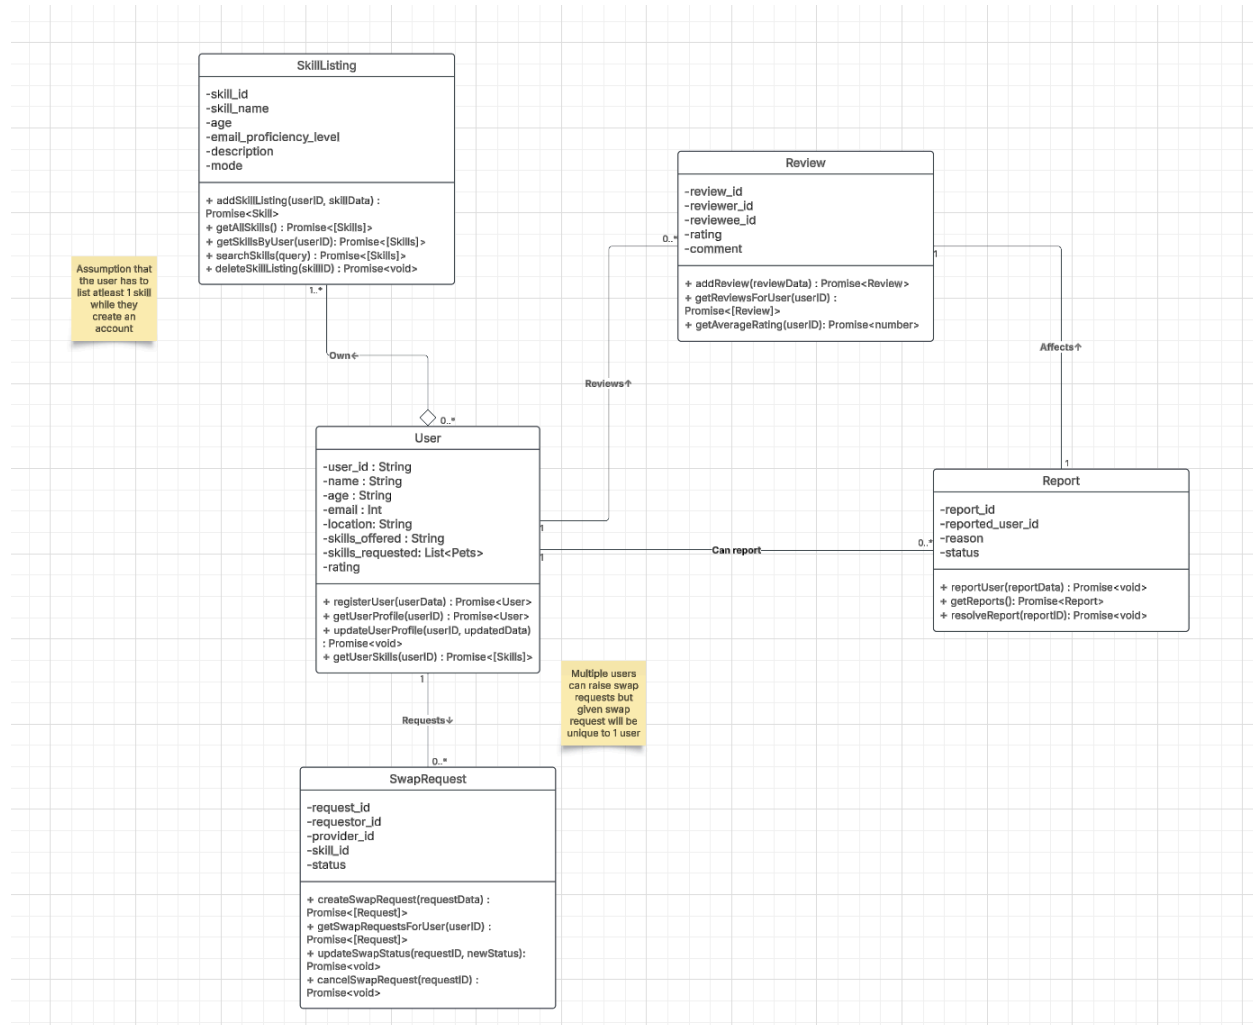 SkillListing
-skill_id
-skill_name
-age
-email_proficiency_level
-description
-mode
+ addSkillListing(userID, skillData) :
Promise<Skill>
+ getAllSkills() : Promise<[Skills]>
+ getSkillsByUser(userID): Promise<[Skills]>
+ searchSkills(query) : Promise<[Skills]>
+ deleteSkillListing(skillID) : Promise<void>
1..*
Assumption that
the user has to
list atleast 1 skill
while they
create an
account
Own←
0..*
Review
-review_id
-reviewer_id
-reviewee_id
-rating
-comment
+ addReview(reviewData) : Promise<Review>
+ getReviewsForUser(userID) :
Promise<[Review]>
+ getAverageRating(userID): Promise<number>
0..*
1
Reviews↑
Affects↑
1
User
-user_id : String
-name : String
-age : String
-email : Int
-location: String
-skills_offered : String
-skills_requested: List<Pets>
-rating
+ registerUser(userData) : Promise<User>
+ getUserProfile(userID) : Promise<User>
+ updateUserProfile(userID, updatedData)
: Promise<void>
+ getUserSkills(userID) : Promise<[Skills]>
1
1
Can report
0..*
Report
-report_id
-reported_user_id
-reason
-status
+ reportUser(reportData) : Promise<void>
+ getReports(): Promise<Report>
+ resolveReport(reportID): Promise<void>
1
Requests↓
0..*
Multiple users
can raise swap
requests but
given swap
request will be
unique to 1 user
SwapRequest
-request_id
-requestor_id
-provider_id
-skill_id
-status
+ createSwapRequest(requestData) :
Promise<[Request]>
+ getSwapRequestsForUser(userID) :
Promise<[Request]>
+ updateSwapStatus(requestID, newStatus):
Promise<void>
+ cancelSwapRequest(requestID) :
Promise<void>